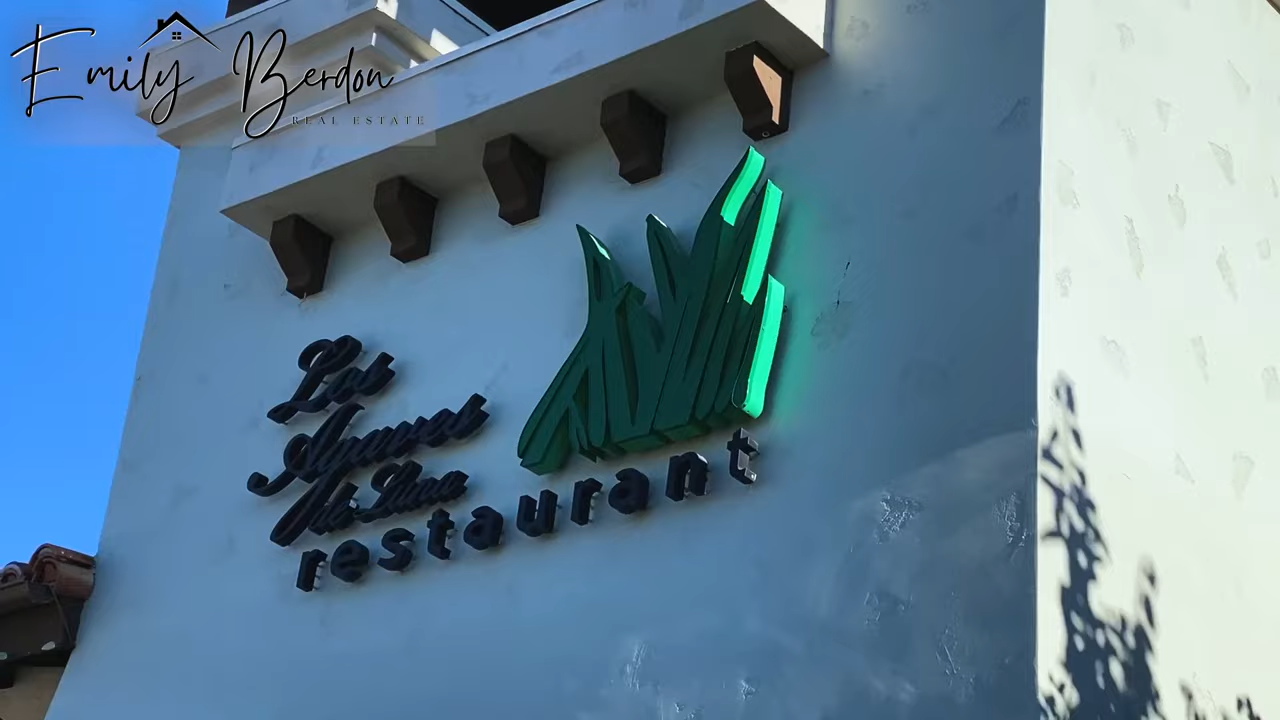 Emily Berdon
REAL ESTATE
Los
Agaves
restaurant